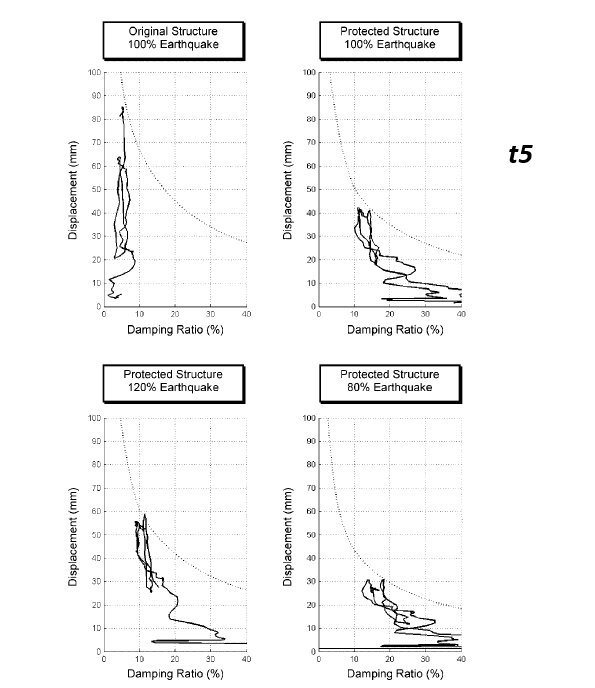 Original Structure
100% Earthquake
Protected Structure
100% Earthquake
t5
100
90
80
70
60
50
40
30
20
10
0
Displacement (mm)
0 10 20 30 40
Damping Ratio (%)
100
90
80
70
60
50
40
30
20
10
0
Displacement (mm)
0 10 20 30 40
Damping Ratio (%)
Protected Structure
120% Earthquake
Protected Structure
80% Earthquake
100
90
80
70
60
50
40
30
20
10
0
Displacement (mm)
0 10 20 30 40
Damping Ratio (%)
100
90
80
70
60
50
40
30
20
10
0
Displacement (mm)
0 10 20 30 40
Damping Ratio (%)